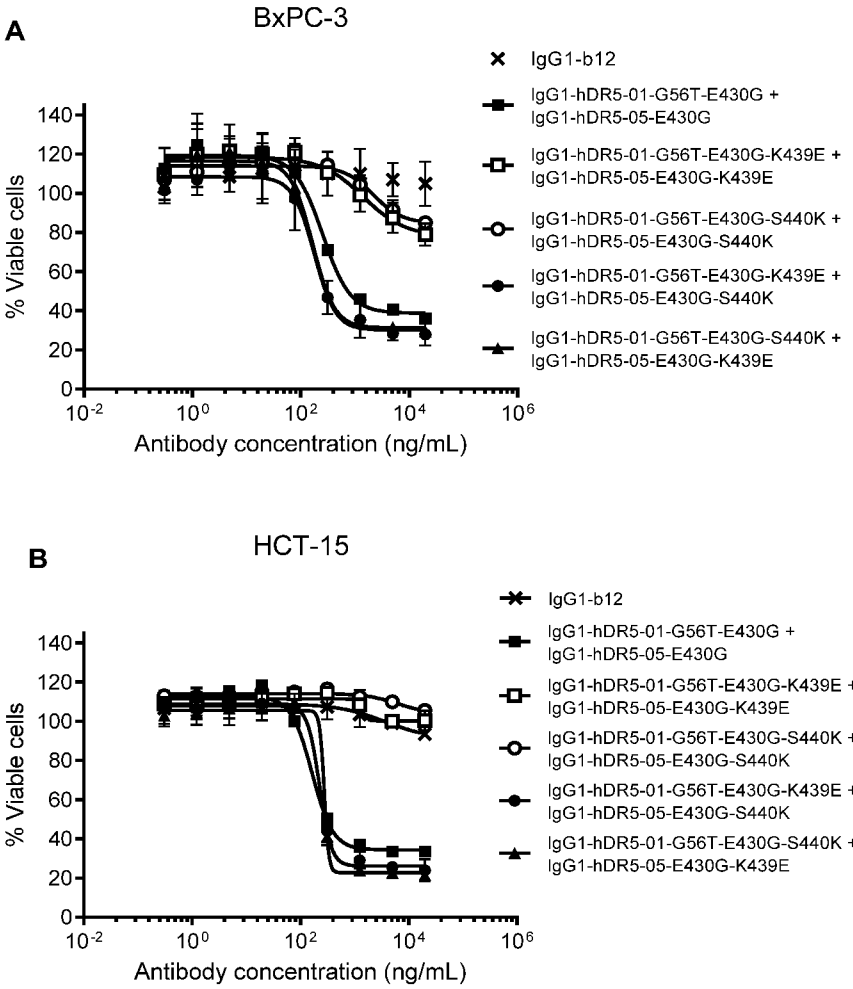 A
BxPC-3
IgG1-b12
IgG1-hDR5-01-G56T-E430G +
IgG1-hDR5-05-E430G
IgG1-hDR5-01-G56T-E430G-K439E +
IgG1-hDR5-05-E430G-K439E
IgG1-hDR5-01-G56T-E430G-S440K +
IgG1-hDR5-05-E430G-S440K
IgG1-hDR5-01-G56T-E430G-K439E +
IgG1-hDR5-05-E430G-S440K
IgG1-hDR5-01-G56T-E430G-S440K +
IgG1-hDR5-05-E430G-K439E
% Viable cells
140
120
100
80
60
40
20
0
10-2 100 102 104 106
Antibody concentration (ng/mL)
B
HCT-15
IgG1-b12
IgG1-hDR5-01-G56T-E430G +
IgG1-hDR5-05-E430G
IgG1-hDR5-01-G56T-E430G-K439E +
IgG1-hDR5-05-E430G-K439E
IgG1-hDR5-01-G56T-E430G-S440K +
IgG1-hDR5-05-E430G-S440K
IgG1-hDR5-01-G56T-E430G-K439E +
IgG1-hDR5-05-E430G-S440K
IgG1-hDR5-01-G56T-E430G-S440K +
IgG1-hDR5-05-E430G-K439E
% Viable cells
140
120
100
80
60
40
20
0
10-2 100 102 104 106
Antibody concentration (ng/mL)